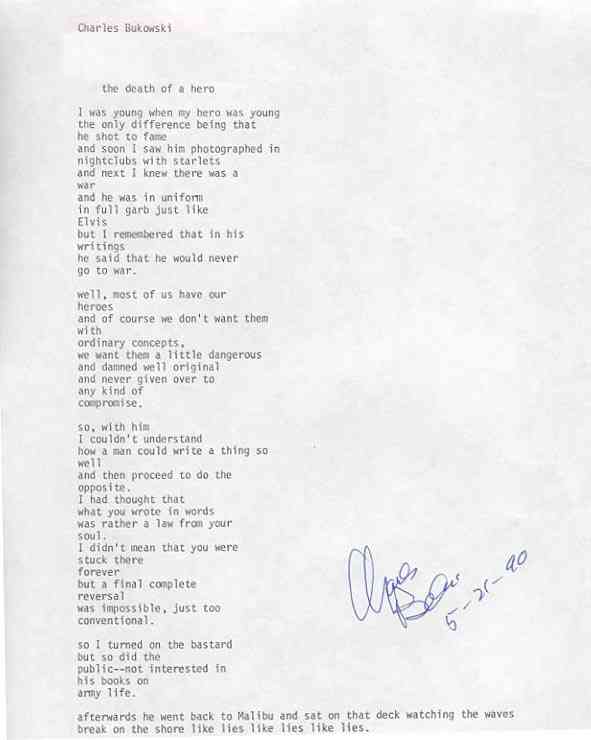 Charles Bukowski
the death of a hero
I was young when my hero was young
the only difference being that
he shot to fame
and soon I saw him photographed in
nightclubs with starlets
and next I knew there was a
war
and he was in uniform
in full garb just like
Elvis
but I remembered that in his
writings
he said that he would never
go to war.
well, most of us have our
heroes
and of course we don't want them
with
ordinary concepts,
we want them a little dangerous
and damned well original
and never given over to
any kind of
compromise.
so, with him
I couldn't understand
how a man could write a thing so
well
and then proceed to do the
opposite.
I had thought that
what you wrote in words
was rather a law from your
soul.
I didn't mean that you were
stuck there
forever
but a final complete
reversal
was impossible, just too
conventional.
so I turned on the bastard
but so did the
public--not interested in
his books on
army life.
afterwards he went back to Malibu and sat on that deck watching the waves
break on the shore like lies like lies like lies.
5-21-90